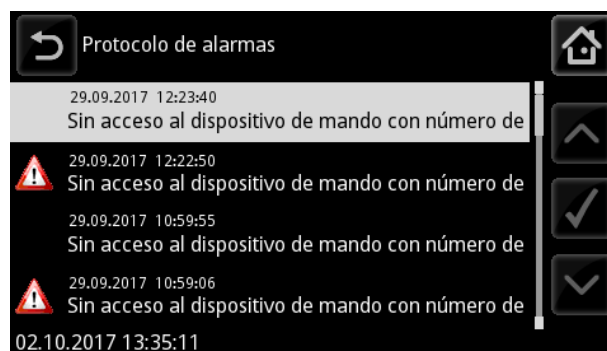 Protocolo de alarmas
29.09.2017 12:23:40
Sin acceso al dispositivo de mando con número de
29.09.2017 12:22:50
Sin acceso al dispositivo de mando con número de
29.09.2017 10:59:55
Sin acceso al dispositivo de mando con número de
29.09.2017 10:59:06
Sin acceso al dispositivo de mando con número de
02.10.2017 13:35:11